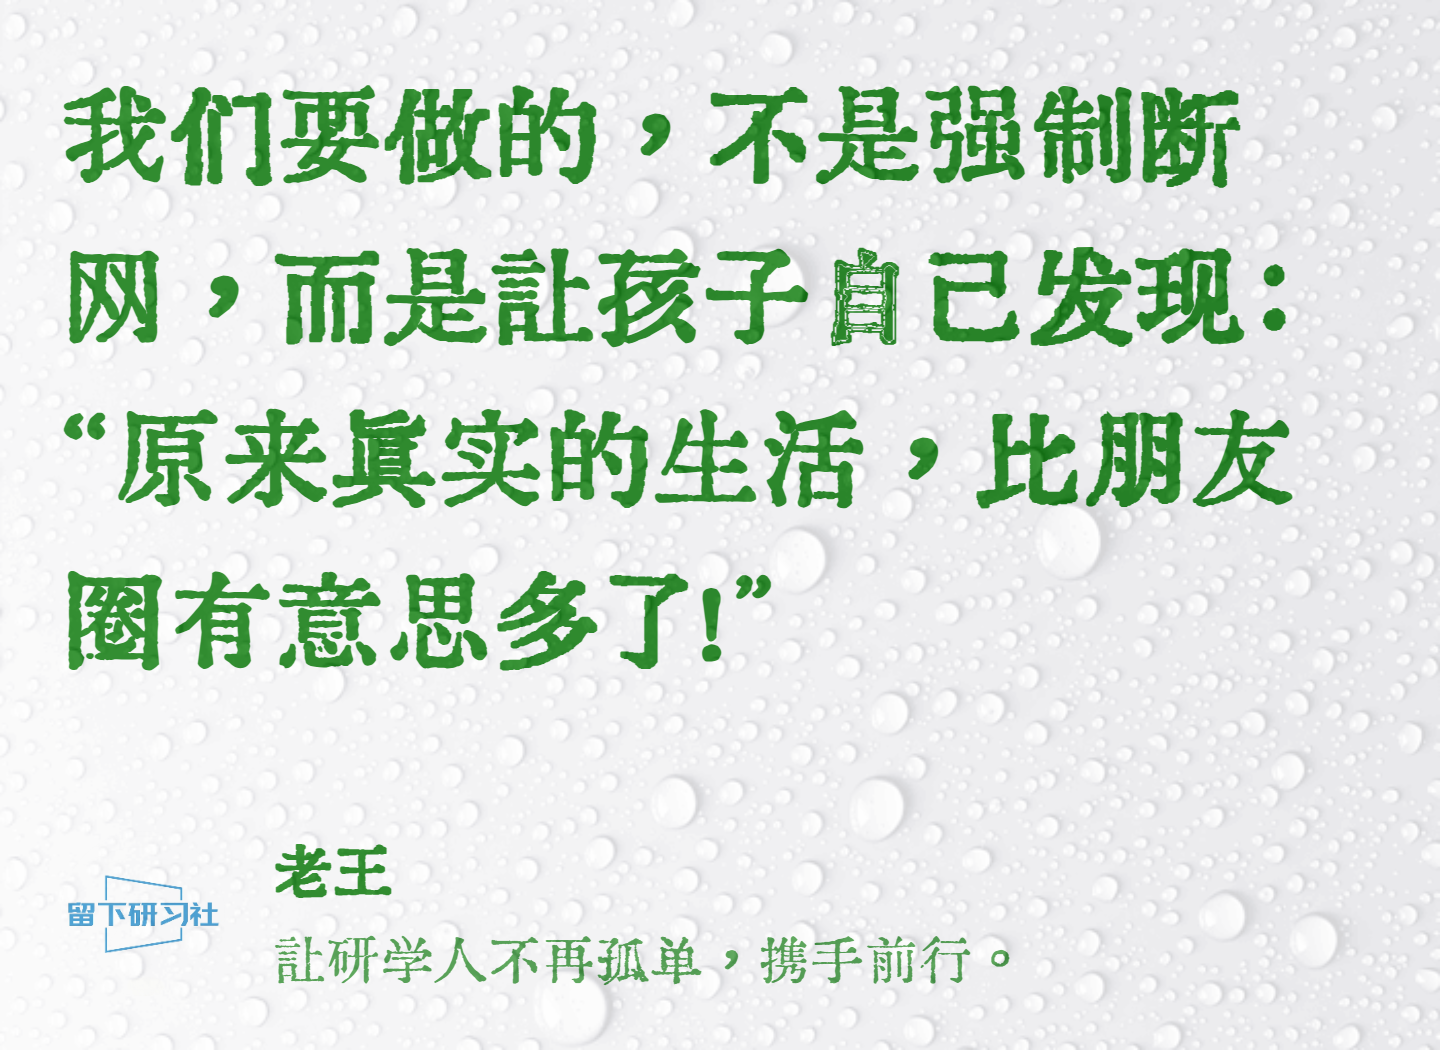 我们要做的，不是强制断
网，而是訨孩子自己发现：
“原来真实的生活，比朋友
圈有意思多了！”
老王
留下研习社
訨研学人不再孤单，携手前行。